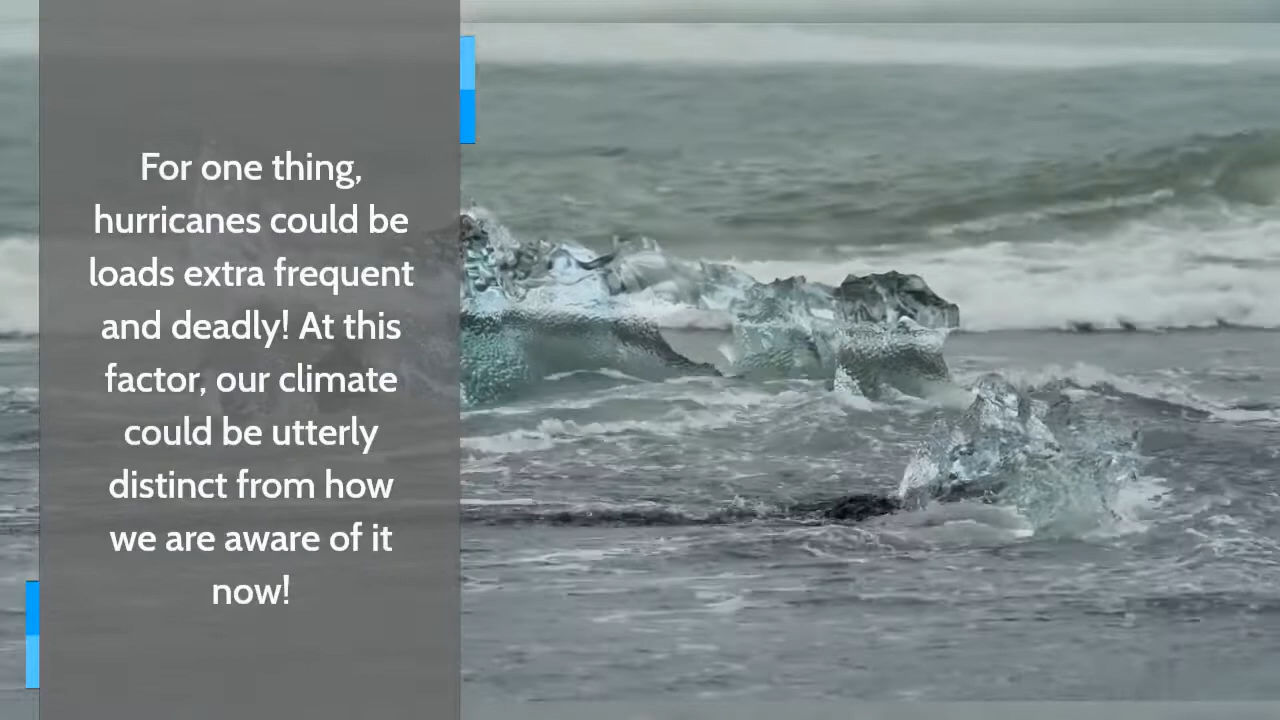 For one thing,
hurricanes could be
loads extra frequent
and deadly! At this
factor, our climate
could be utterly
distinct from how
we are aware of it
now!